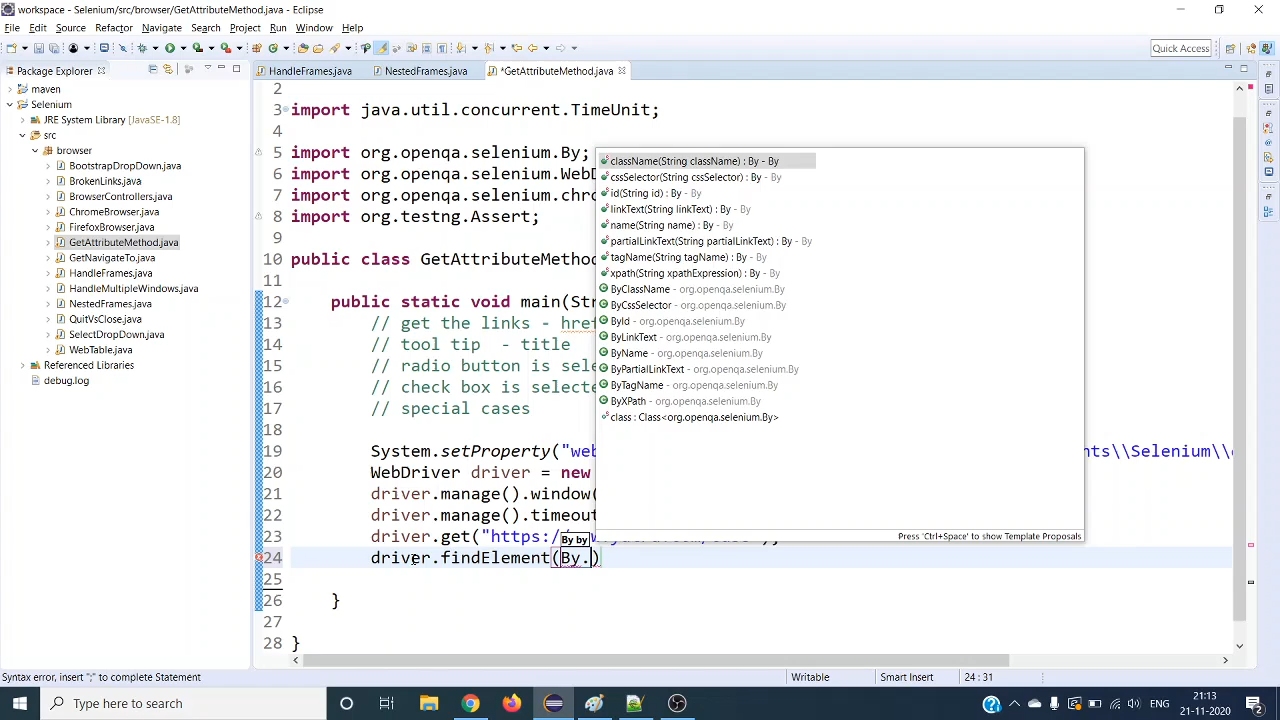 workspace - Selenium/src/browser/GetAttributeMethod.java - Eclipse
File Edit Source Refactor Navigate Search Project Run Window Help
Quick Access
Package Explorer
HandleFrames.java
NestedFrames.java
*GetAttributeMethod.java
maven
Selenium
JRE System Library [JavaSE-1.8]
src
browser
BootstrapDropDown.java
BrokenLinks.java
BrowserControllers.java
ChromeBrowser.java
FirefoxBrowser.java
GetAttributeMethod.java
GetNavigateTo.java
HandleFrames.java
HandleMultipleWindows.java
NestedFrames.java
QuitVsClose.java
SelectDropDown.java
WebTable.java
Referenced Libraries
debug.log
2
3 import java.util.concurrent.TimeUnit;
4
5 import org.openqa.selenium.By;
6 import org.openqa.selenium.WebD
7 import org.openqa.selenium.chro
8 import org.testng.Assert;
9
10 public class GetAttributeMethod
11
12 public static void main(Str
13 // get the links - href
14 // tool tip - title
15 // radio button is sele
16 // check box is selecte
17 // special cases
18
19 System.setProperty("web nts\\Selenium\\
20 WebDriver driver = new
21 driver.manage().window(
22 driver.manage().timeout
23 driver.get("https:/
24 driver.findElement(By.)
25
26 }
27
28 }
className(String className) : By - By
cssSelector(String cssSelector) : By - By
id(String id) : By - By
linkText(String linkText) : By - By
name(String name) : By - By
partialLinkText(String partialLinkText) : By - By
tagName(String tagName) : By - By
xpath(String xpathExpression) : By - By
ByClassName - org.openqa.selenium.By
ByCssSelector - org.openqa.selenium.By
ById - org.openqa.selenium.By
ByLinkText - org.openqa.selenium.By
ByName - org.openqa.selenium.By
ByPartialLinkText - org.openqa.selenium.By
ByTagName - org.openqa.selenium.By
ByXPath - org.openqa.selenium.By
class : Class<org.openqa.selenium.By>
Press 'Ctrl+Space' to show Template Proposals
By by
Syntax error, insert ";" to complete Statement
Writable
Smart Insert
24 : 31
Type here to search
ENG
21:13
21-11-2020
2